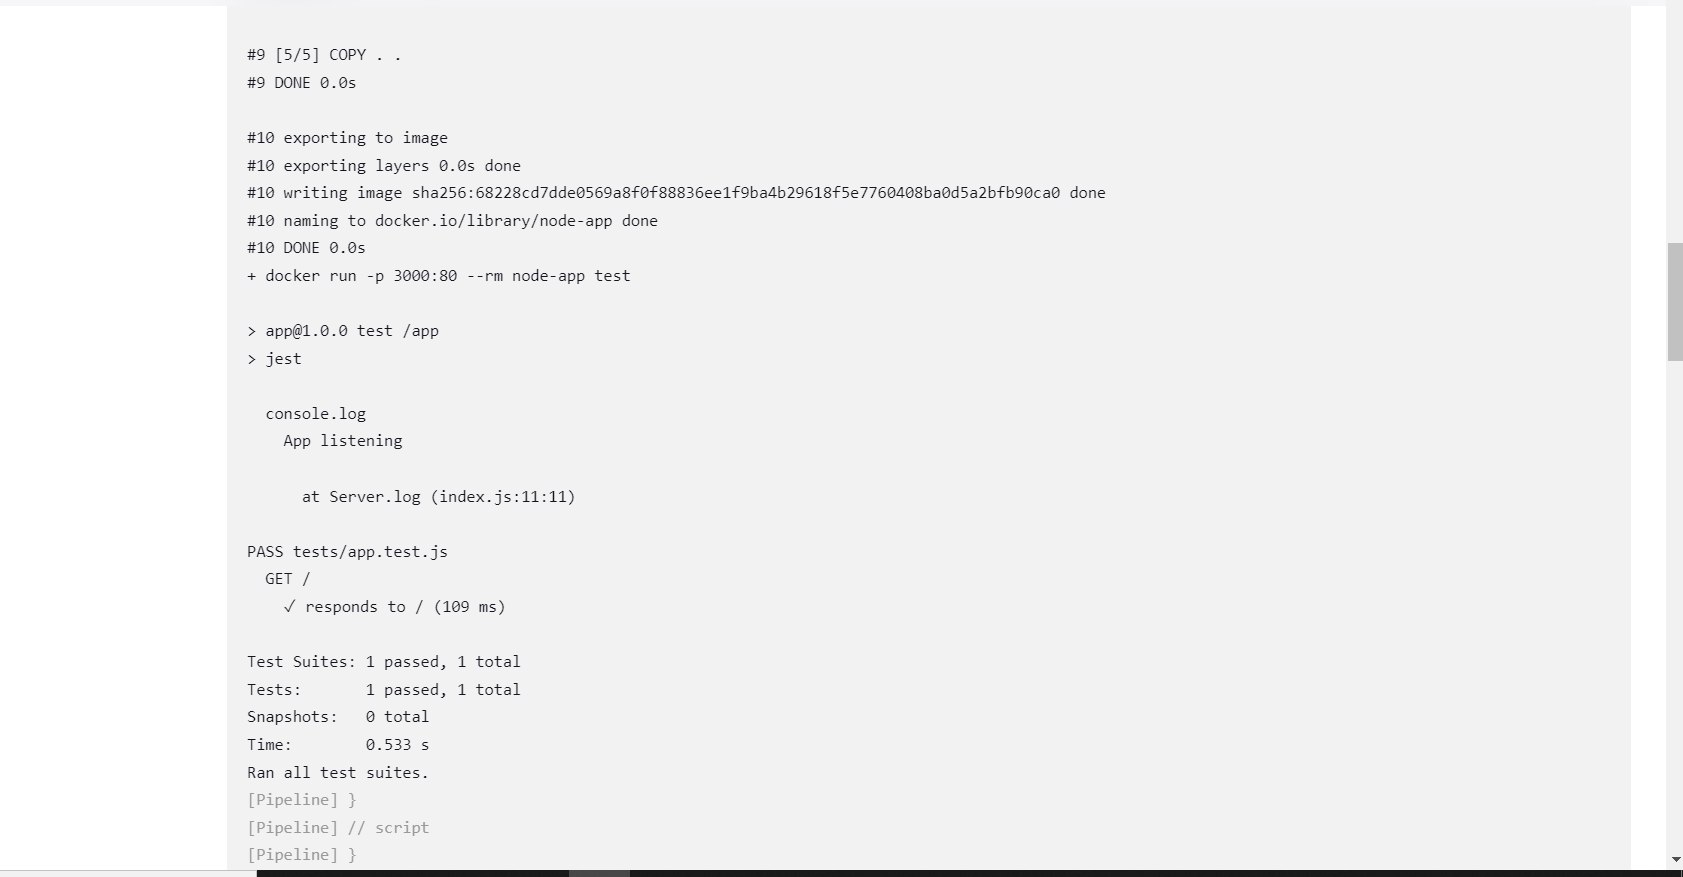 #9 [5/5] COPY . .
#9 DONE 0.0s
#10 exporting to image
#10 exporting layers 0.0s done
#10 writing image sha256:68228cd7dde0569a8f0f88836ee1f9ba4b29618f5e7760408ba0d5a2bfb90ca0 done
#10 naming to docker.io/library/node-app done
#10 DONE 0.0s
+ docker run -p 3000:80 --rm node-app test
> app@1.0.0 test /app
> jest
console.log
App listening
at Server.log (index.js:11:11)
PASS tests/app.test.js
GET /
✓ responds to / (109 ms)
Test Suites: 1 passed, 1 total
Tests:       1 passed, 1 total
Snapshots:   0 total
Time:        0.533 s
Ran all test suites.
[Pipeline] }
[Pipeline] // script
[Pipeline] }